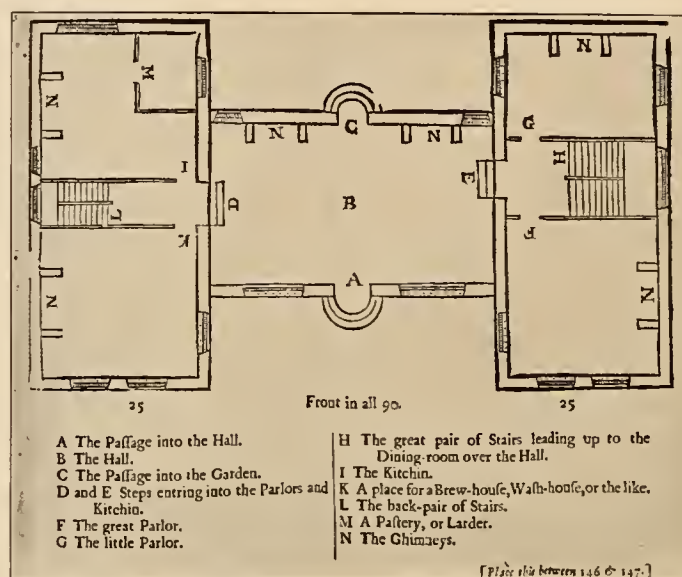 N
M
N
G
I
N
C
N
H
E
L
D
B
K
A
F
N
N
25
Front in all 90.
25
A The Paſſage into the Hall.
B The Hall.
C The Paſſage into the Garden.
D and E Steps entring into the Parlors and
Kitchin.
F The great Parlor.
G The little Parlor.
H The great pair of Stairs leading up to the
Dining-room over the Hall.
I The Kitchin.
K A place for a Brew-houſe, Waſh-houſe, or the like.
L The back-pair of Stairs.
M A Paſtery, or Larder.
N The Ghimneys.
[Place this between 146 & 147.]